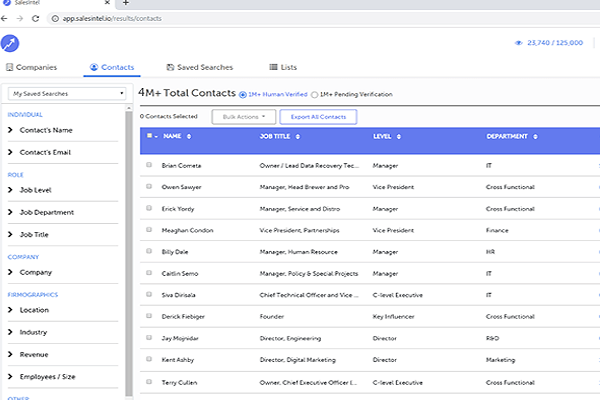 SalesIntel
app.salesintel.io/results/contacts
23,740 / 125,000
Companies Contacts Saved Searches Lists
My Saved Searches
4M+ Total Contacts 1M+ Human Verified 1M+ Pending Verification
0 Contacts Selected Bulk Actions Export All Contacts
INDIVIDUAL
Contact's Name
Contact's Email
ROLE
Job Level
Job Department
Job Title
COMPANY
Company
FIRMOGRAPHICS
Location
Industry
Revenue
Employees / Size
OTHER
NAME JOB TITLE LEVEL DEPARTMENT
Brian Cometa Owner / Lead Data Recovery Tec... Manager IT
Owen Sawyer Manager, Head Brewer and Pro Vice President Cross Functional
Erick Yordy Manager, Service and Distro Manager Cross Functional
Meaghan Condon Vice President, Partnerships Vice President Finance
Billy Dale Manager, Human Resource Manager HR
Caitlin Serno Manager, Policy & Special Projects Manager IT
Siva Dirisala Chief Technical Officer and Vice ... C-level Executive IT
Derick Fiebiger Founder Key Influencer Cross Functional
Jay Mojnidar Director, Engineering Director R&D
Kent Ashby Director, Digital Marketing Director Marketing
Terry Cullen Owner, Chief Executive Officer (... C-level Executive Cross Functional